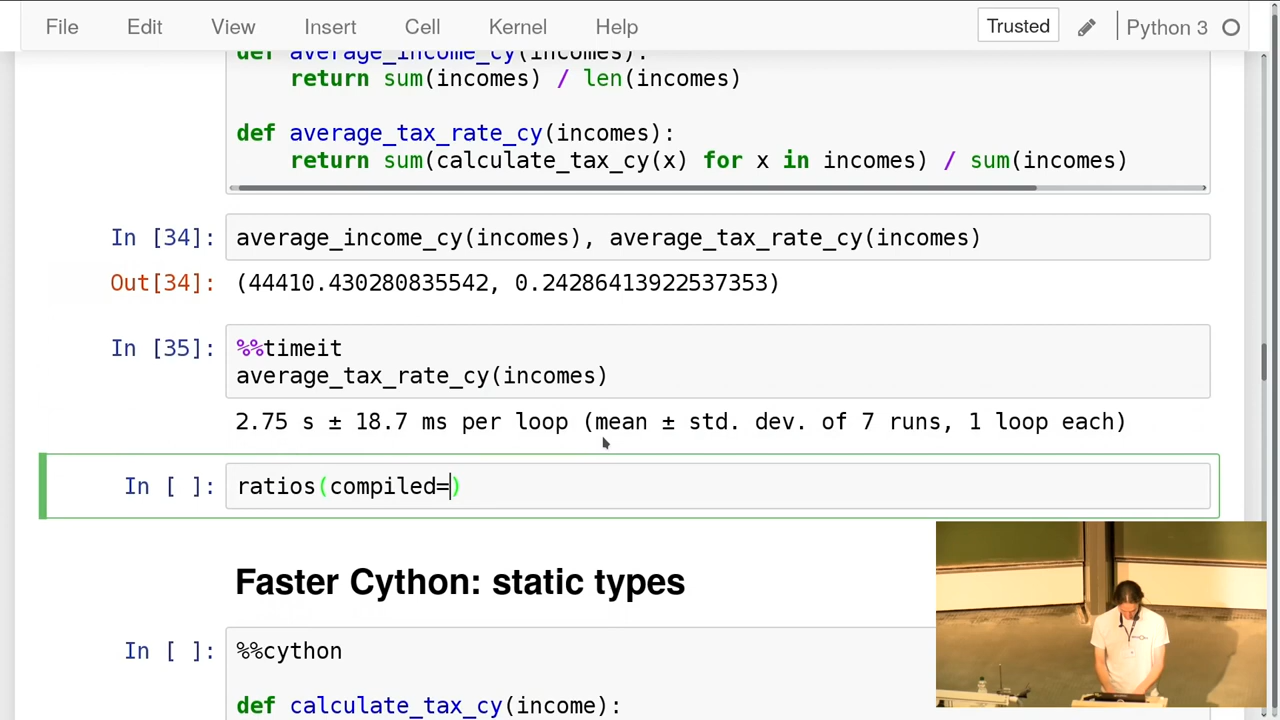 File Edit View Insert Cell Kernel Help Trusted Python 3
def average_income_cy(incomes):
return sum(incomes) / len(incomes)
def average_tax_rate_cy(incomes):
return sum(calculate_tax_cy(x) for x in incomes) / sum(incomes)
In [34]: average_income_cy(incomes), average_tax_rate_cy(incomes)
Out[34]: (44410.430280835542, 0.24286413922537353)
In [35]: %%timeit
average_tax_rate_cy(incomes)
2.75 s ± 18.7 ms per loop (mean ± std. dev. of 7 runs, 1 loop each)
In [ ]: ratios(compiled=)
Faster Cython: static types
In [ ]: %%cython
def calculate_tax_cy(income):